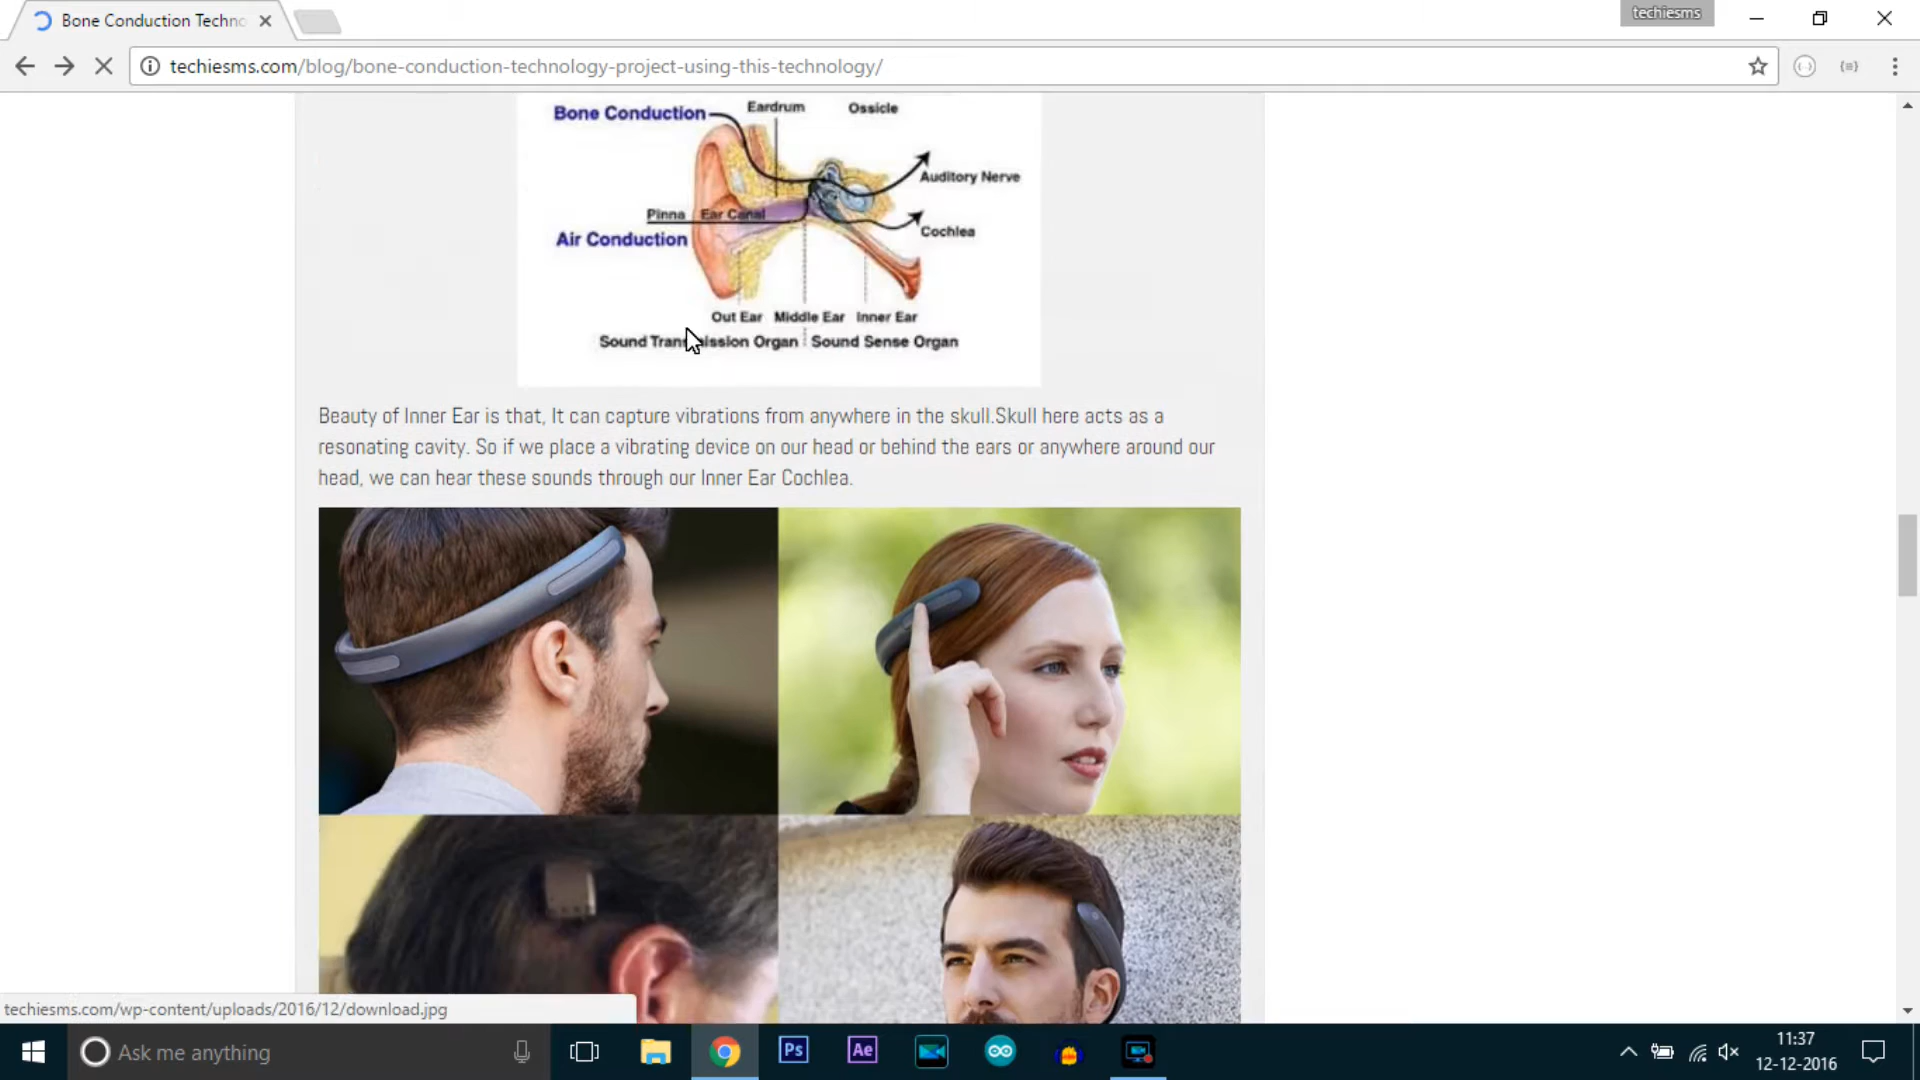 Bone Conduction Techno
techiesms
techiesms.com/blog/bone-conduction-technology-project-using-this-technology/
Bone Conduction
Eardrum
Ossicle
Auditory Nerve
Pinna Ear Canal
Air Conduction
Cochlea
Out Ear Middle Ear Inner Ear
Sound Transmission Organ Sound Sense Organ
Beauty of Inner Ear is that, It can capture vibrations from anywhere in the skull.Skull here acts as a
resonating cavity. So if we place a vibrating device on our head or behind the ears or anywhere around our
head, we can hear these sounds through our Inner Ear Cochlea.
techiesms.com/wp-content/uploads/2016/12/download.jpg
Ask me anything
Ps
Ae
11:37
12-12-2016